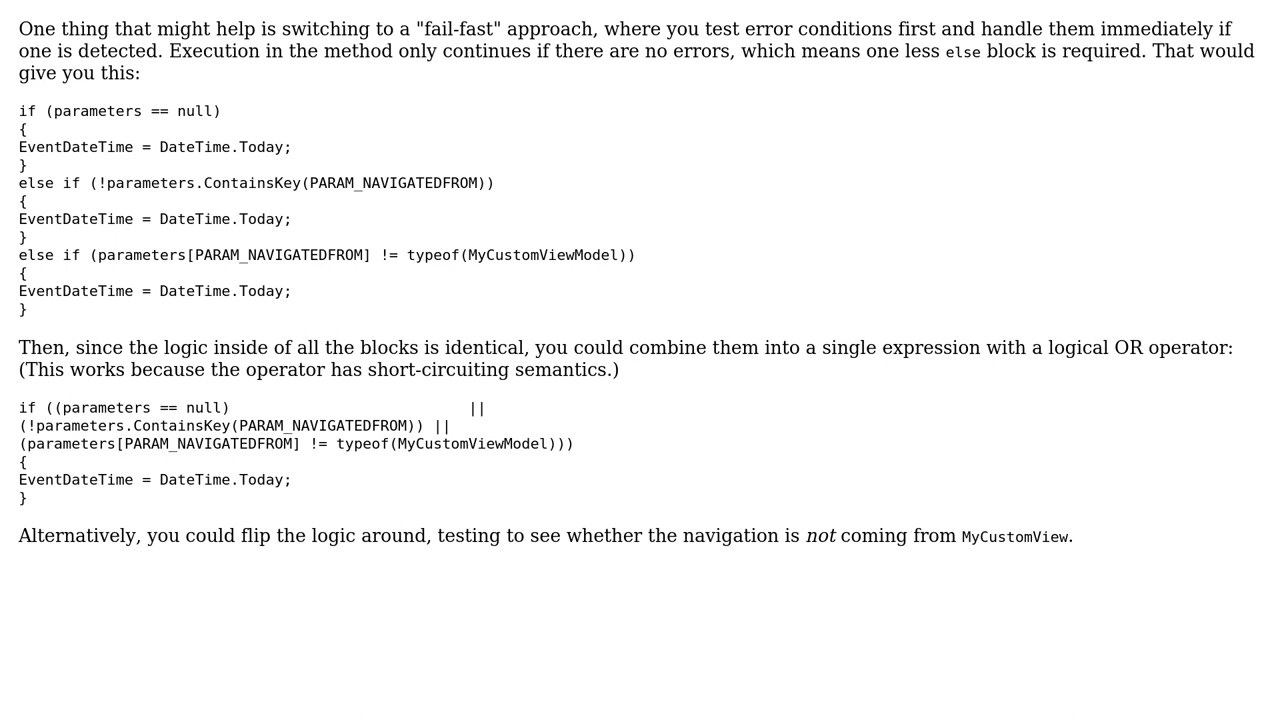 One thing that might help is switching to a "fail-fast" approach, where you test error conditions first and handle them immediately if
one is detected. Execution in the method only continues if there are no errors, which means one less else block is required. That would
give you this:
if (parameters == null)
{
EventDateTime = DateTime.Today;
}
else if (!parameters.ContainsKey(PARAM_NAVIGATEDFROM))
{
EventDateTime = DateTime.Today;
}
else if (parameters[PARAM_NAVIGATEDFROM] != typeof(MyCustomViewModel))
{
EventDateTime = DateTime.Today;
}
Then, since the logic inside of all the blocks is identical, you could combine them into a single expression with a logical OR operator:
(This works because the operator has short-circuiting semantics.)
if ((parameters == null)                           ||
(!parameters.ContainsKey(PARAM_NAVIGATEDFROM)) ||
(parameters[PARAM_NAVIGATEDFROM] != typeof(MyCustomViewModel)))
{
EventDateTime = DateTime.Today;
}
Alternatively, you could flip the logic around, testing to see whether the navigation is not coming from MyCustomView.